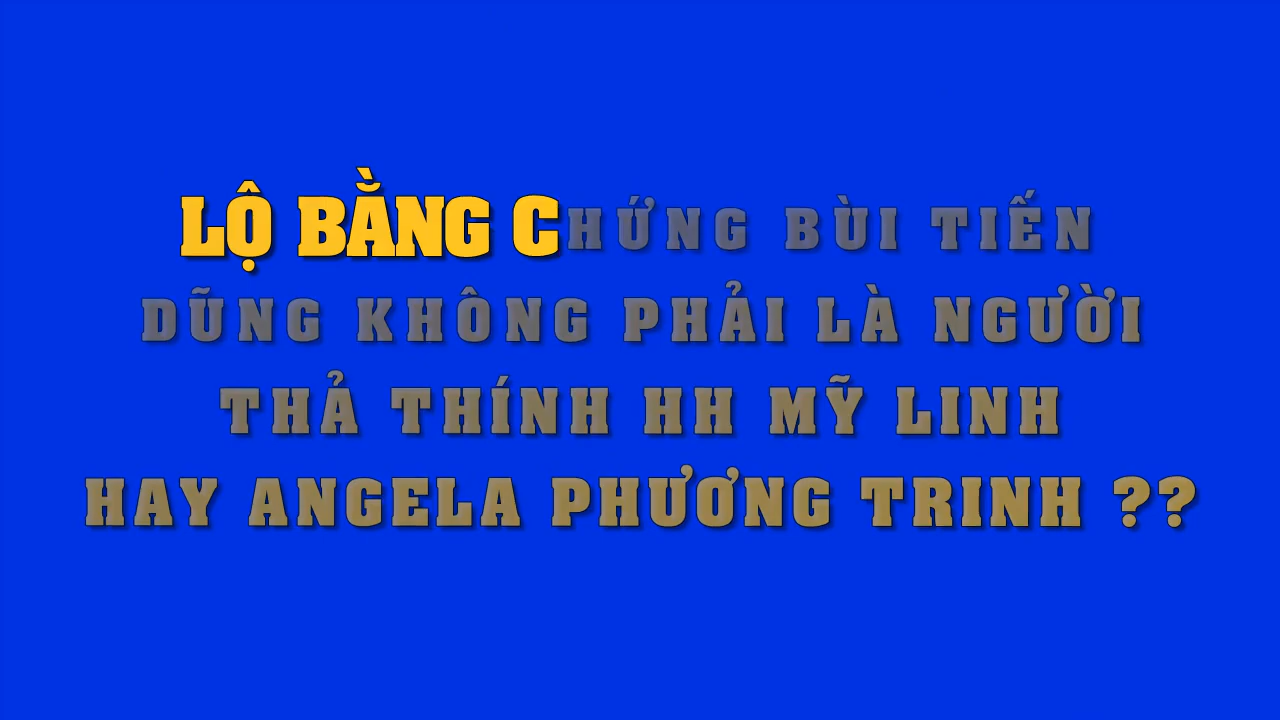 LỘ BẰNG CHỨNG BÙI TIẾN
DŨNG KHÔNG PHẢI LÀ NGƯỜI
THẢ THÍNH HH MỸ LINH
HAY ANGELA PHƯƠNG TRINH ??